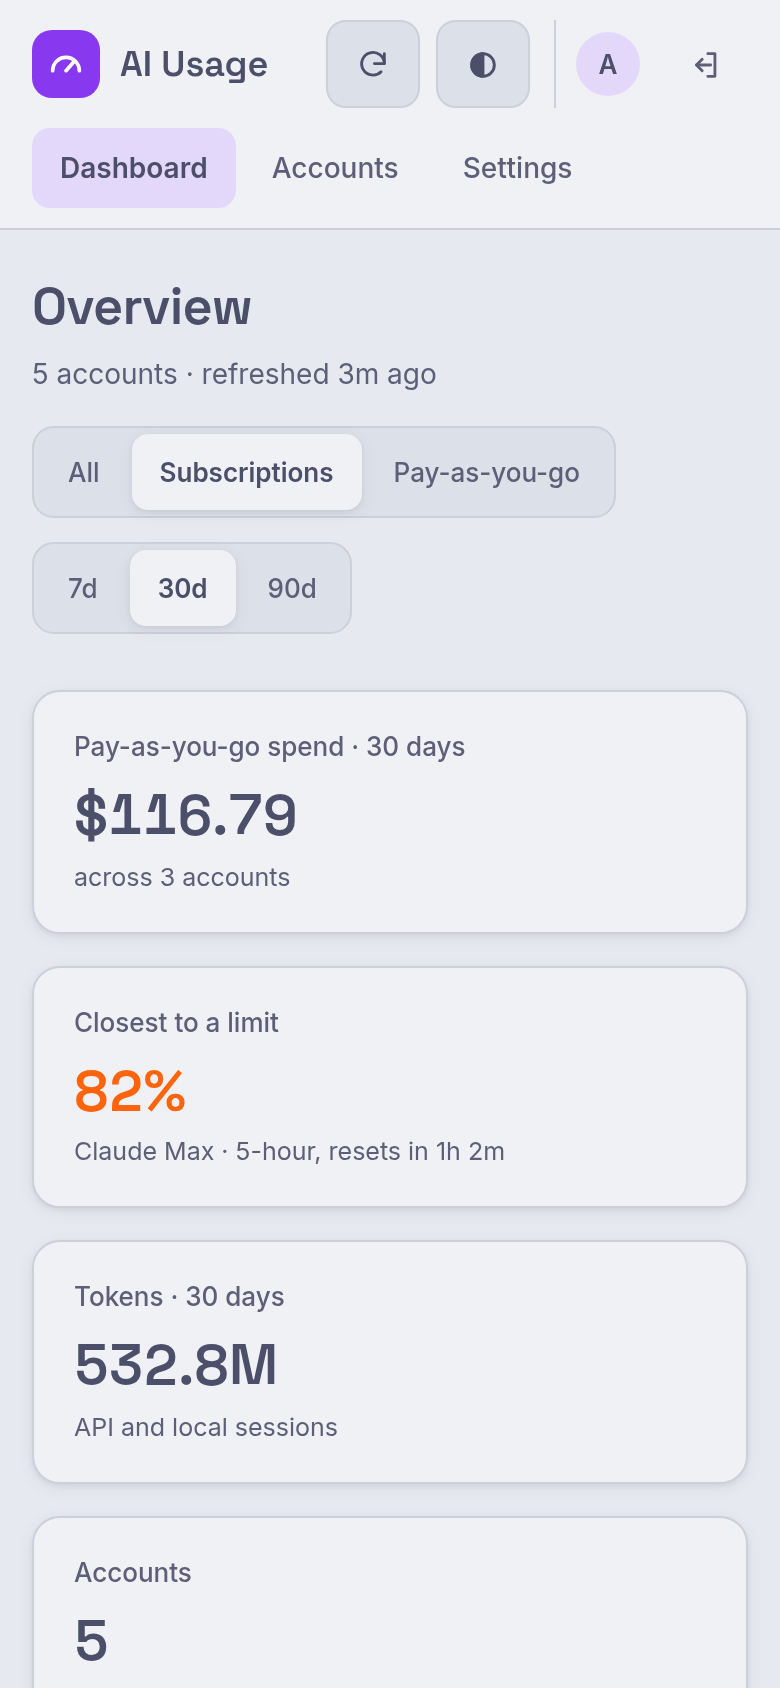 AI Usage
A
Dashboard Accounts Settings
Overview
5 accounts · refreshed 3m ago
All Subscriptions Pay-as-you-go
7d 30d 90d
Pay-as-you-go spend · 30 days
$116.79
across 3 accounts
Closest to a limit
82%
Claude Max · 5-hour, resets in 1h 2m
Tokens · 30 days
532.8M
API and local sessions
Accounts
5